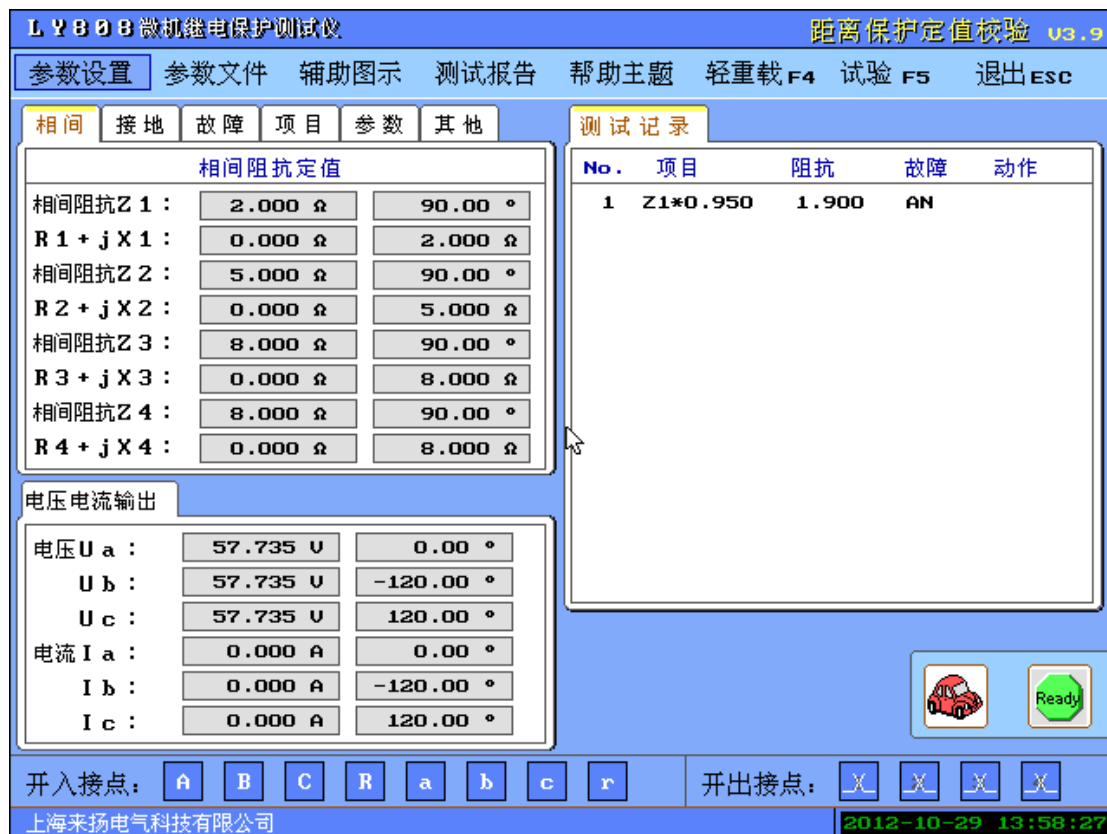 LY808微机继电保护测试仪 距离保护定值校验 V3.9
参数设置 参数文件 辅助图示 测试报告 帮助主题 轻重载F4 试验 F5 退出ESC
相间 接地 故障 项目 参数 其他
相间阻抗定值
相间阻抗Z1: 2.000 Ω 90.00 °
R1+jX1: 0.000 Ω 2.000 Ω
相间阻抗Z2: 5.000 Ω 90.00 °
R2+jX2: 0.000 Ω 5.000 Ω
相间阻抗Z3: 8.000 Ω 90.00 °
R3+jX3: 0.000 Ω 8.000 Ω
相间阻抗Z4: 8.000 Ω 90.00 °
R4+jX4: 0.000 Ω 8.000 Ω
测试记录
No. 项目 阻抗 故障 动作
1 Z1*0.950 1.900 AN
电压电流输出
电压Ua: 57.735 V 0.00 °
Ub: 57.735 V -120.00 °
Uc: 57.735 V 120.00 °
电流Ia: 0.000 A 0.00 °
Ib: 0.000 A -120.00 °
Ic: 0.000 A 120.00 °
Ready
开入接点: A B C R a b c r 开出接点: X X X X
上海来扬电气科技有限公司 2012-10-29 13:58:27